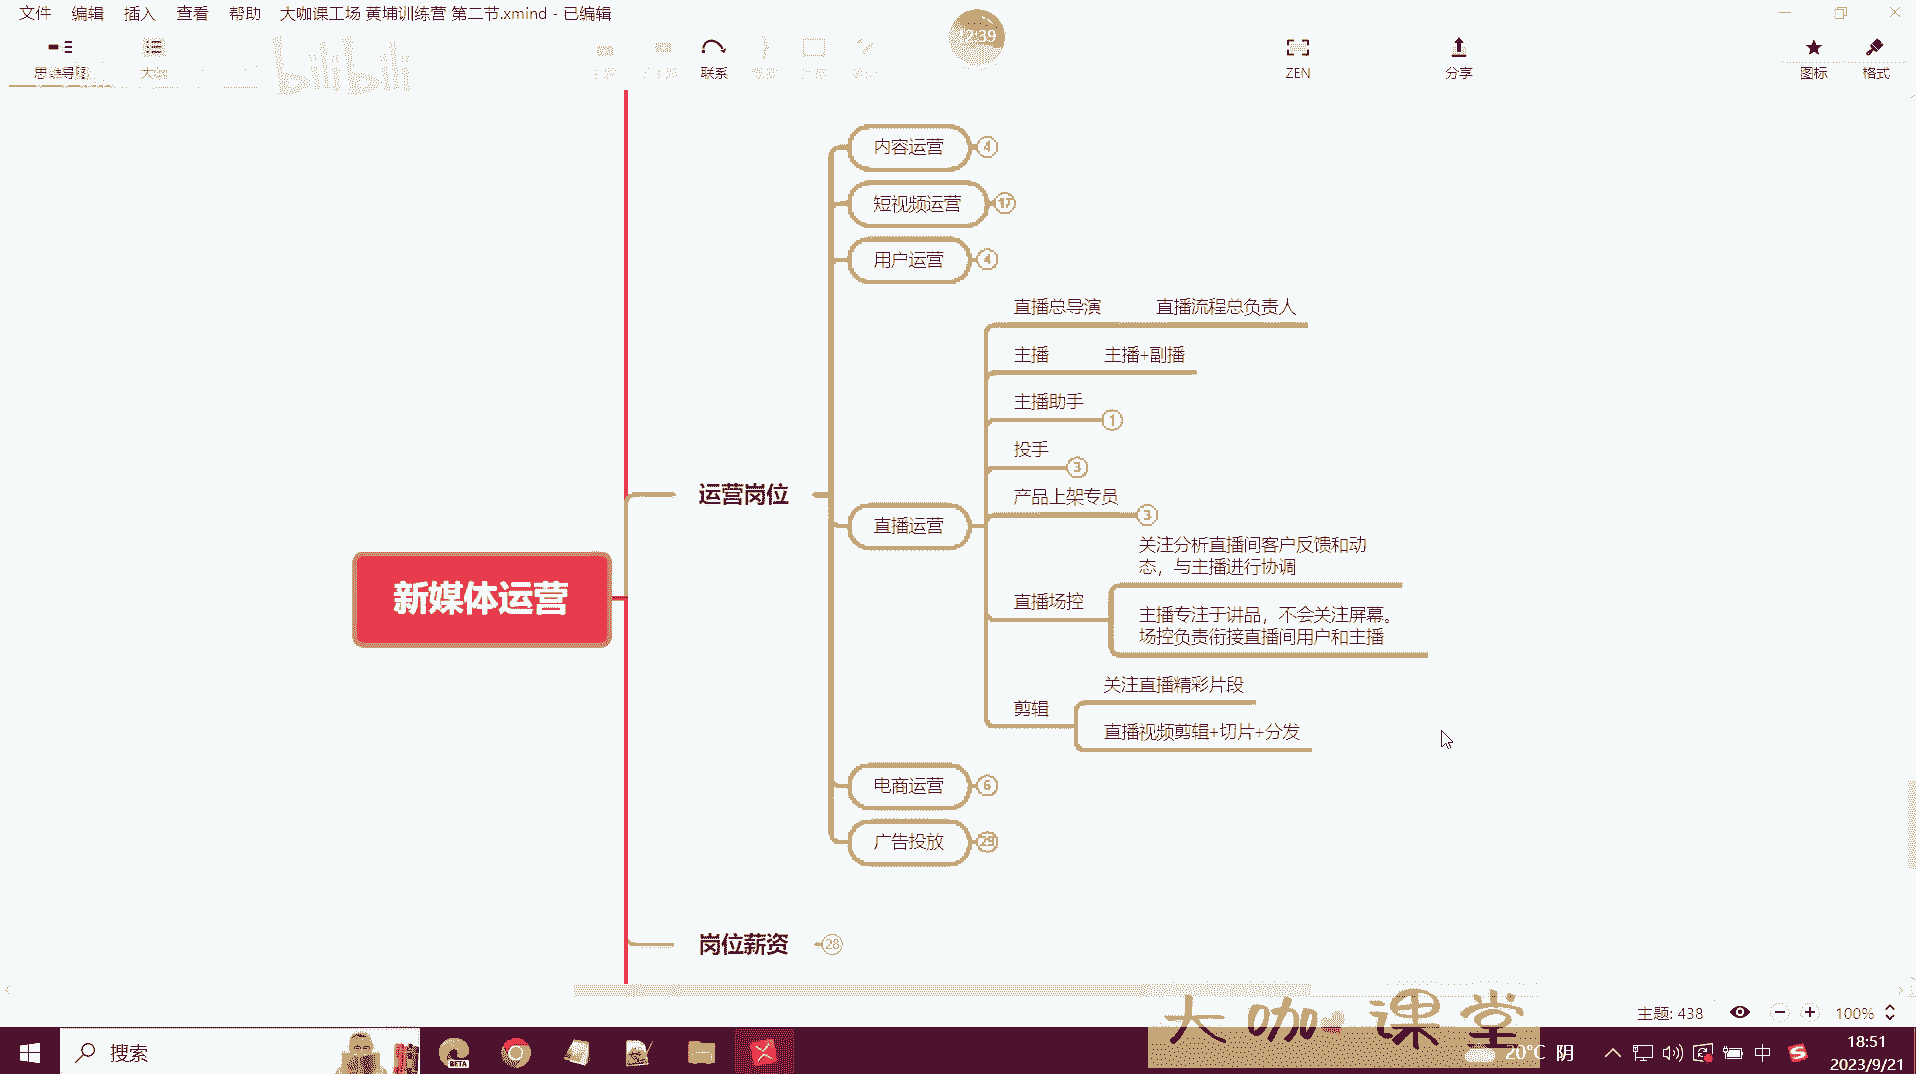 文件 编辑 插入 查看 帮助 大咖课工场 黄埔训练营 第二节.xmind - 已编辑
bilibili
思维导图 联系 ZEN 分享 图标 格式
内容运营 4
短视频运营 17
用户运营 4
直播总导演 直播流程总负责人
主播 主播+副播
主播助手 1
投手 3
产品上架专员 3
运营岗位
直播运营
关注分析直播间客户反馈和动
态，与主播进行协调
直播场控
主播专注于讲品，不会关注屏幕。
场控负责衔接直播间用户和主播
新媒体运营
关注直播精彩片段
剪辑
直播视频剪辑+切片+分发
电商运营 6
广告投放 29
岗位薪资 28
主题: 438 100%
大咖课堂
搜索
BETA
20°C 阴
中
18:51
2023/9/21